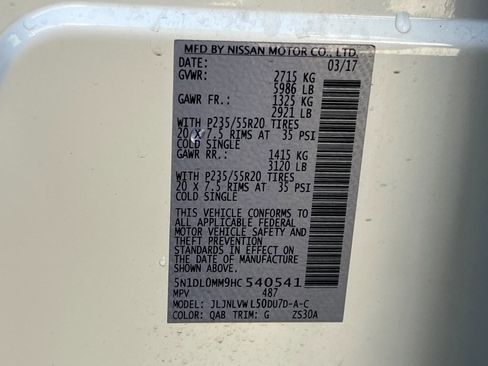 MFD BY NISSAN MOTOR CO., LTD.
DATE: 03/17
GVWR: 2715 KG
5986 LB
GAWR FR.: 1325 KG
2921 LB
WITH P235/55R20 TIRES
20 X 7.5 RIMS AT 35 PSI
COLD SINGLE
GAWR RR.: 1415 KG
3120 LB
WITH P235/55R20 TIRES
20 X 7.5 RIMS AT 35 PSI
COLD SINGLE
THIS VEHICLE CONFORMS TO
ALL APPLICABLE FEDERAL
MOTOR VEHICLE SAFETY AND
THEFT PREVENTION
STANDARDS IN EFFECT ON
THE DATE OF MANUFACTURE
SHOWN ABOVE.
5N1DL0MM9HC540541
MPV 487
MODEL: JLJNLVWL50DU7D-A-C
COLOR: QAB TRIM: G ZS30A